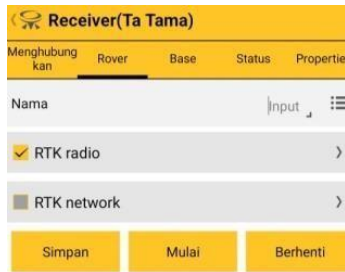 Receiver(Ta Tama)
Menghubung
kan
Rover
Base
Status
Propertie
Nama
Input
RTK radio
RTK network
Simpan
Mulai
Berhenti